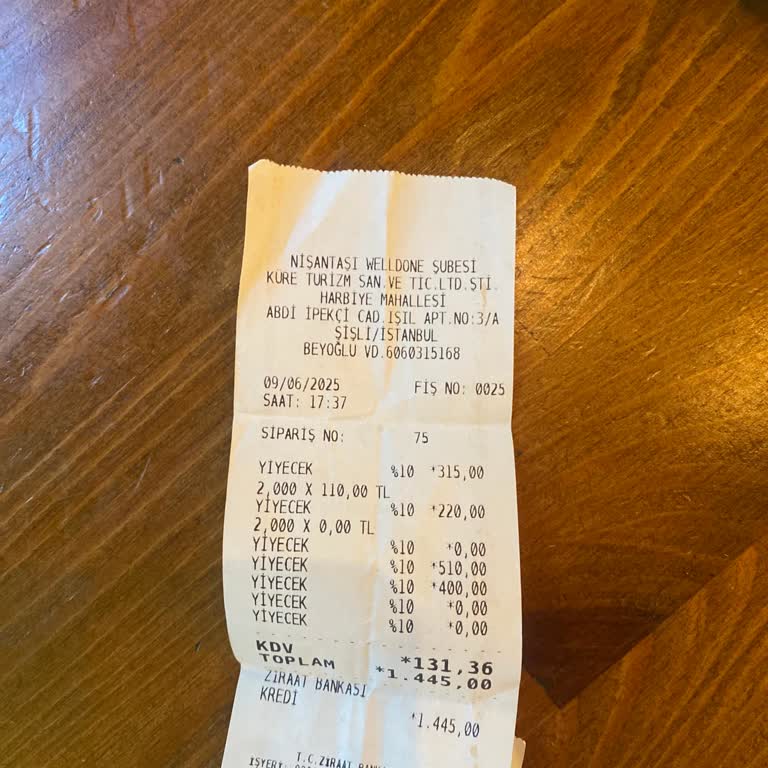 NİŞANTAŞI WELLDONE ŞUBESİ
KÜRE TURİZM SAN.VE TİC.LTD.ŞTİ.
HARBİYE MAHALLESİ
ABDİ İPEKÇİ CAD.IŞIL APT.NO:3/A
ŞİŞLİ/İSTANBUL
BEYOĞLU VD.6060315168
09/06/2025 FİŞ NO: 0025
SAAT: 17:37
SİPARİŞ NO: 75
YİYECEK %10 *315,00
2,000 X 110,00 TL
YİYECEK %10 *220,00
2,000 X 0,00 TL
YİYECEK %10 *0,00
YİYECEK %10 *510,00
YİYECEK %10 *400,00
YİYECEK %10 *0,00
YİYECEK %10 *0,00
KDV *131,36
TOPLAM *1.445,00
ZİRAAT BANKASI
KREDİ *1.445,00
T.C.ZİRAAT